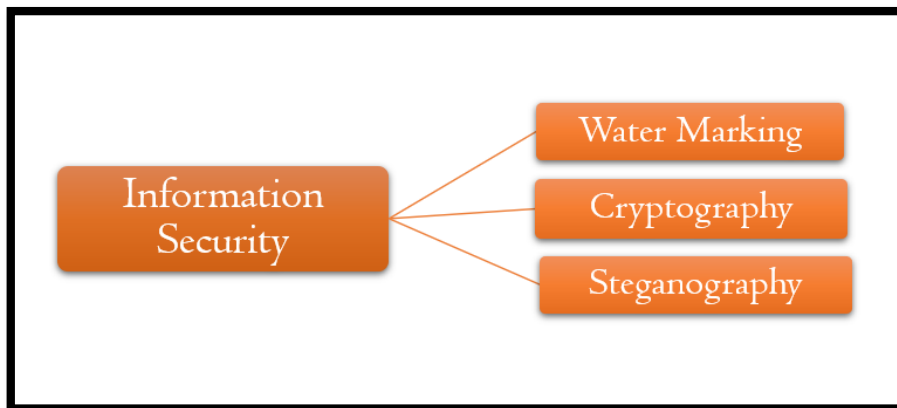 Information
Security
Water Marking
Cryptography
Steganography